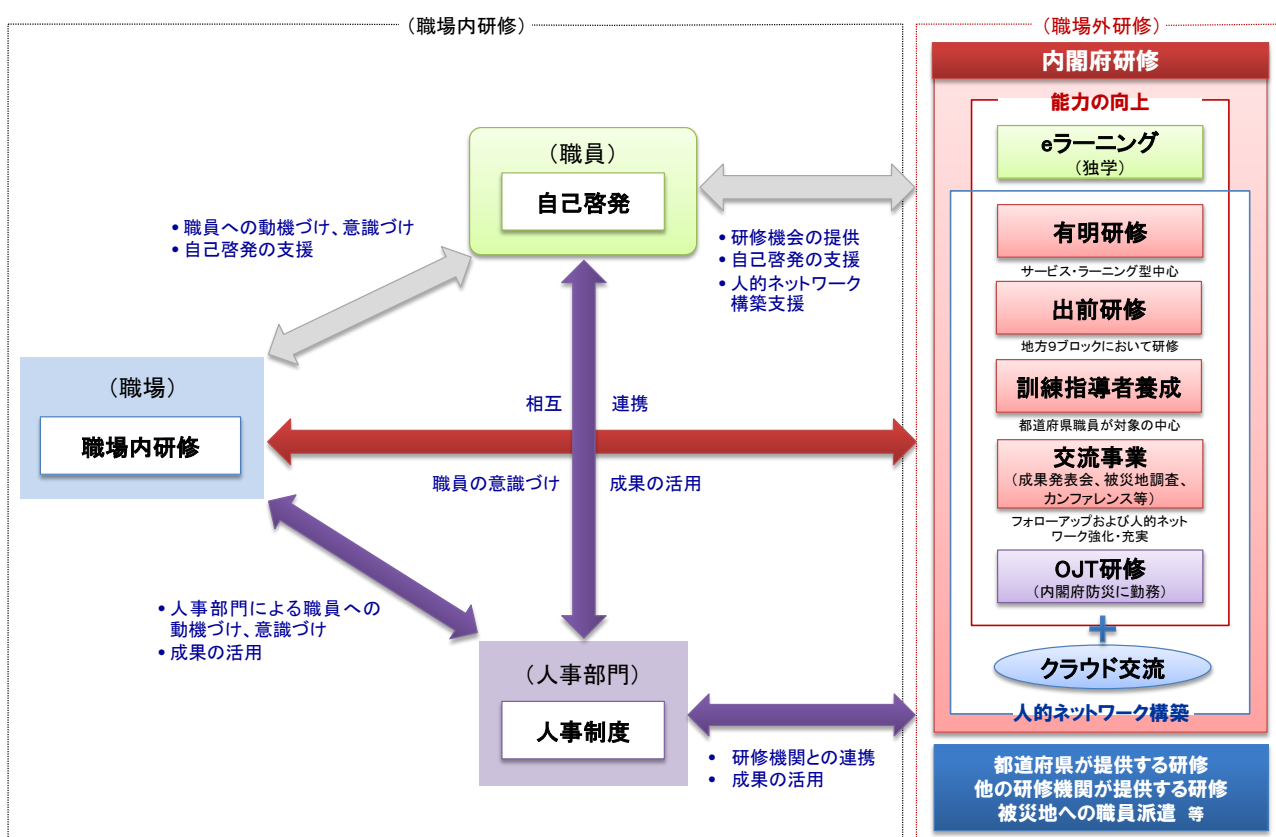 （職場内研修）
（職員）
自己啓発
• 職員への動機づけ、意識づけ
• 自己啓発の支援
• 研修機会の提供
• 自己啓発の支援
• 人的ネットワーク
構築支援
（職場）
職場内研修
相互 連携
職員の意識づけ 成果の活用
• 人事部門による職員への
動機づけ、意識づけ
• 成果の活用
（人事部門）
人事制度
• 研修機関との連携
• 成果の活用
（職場外研修）
内閣府研修
能力の向上
eラーニング
（独学）
有明研修
サービス・ラーニング型中心
出前研修
地方９ブロックにおいて研修
訓練指導者養成
都道府県職員が対象の中心
交流事業
（成果発表会、被災地調査、
カンファレンス等）
フォローアップおよび人的ネット
ワーク強化・充実
OJT研修
（内閣府防災に勤務）
＋
クラウド交流
人的ネットワーク構築
都道府県が提供する研修
他の研修機関が提供する研修
被災地への職員派遣 等